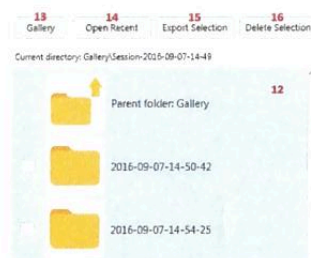 13 14 15 16
Gallery Open Recent Export Selection Delete Selection
Current directory: Gallery\Session-2016-09-07-14-49
12
Parent folder: Gallery
2016-09-07-14-50-42
2016-09-07-14-54-25